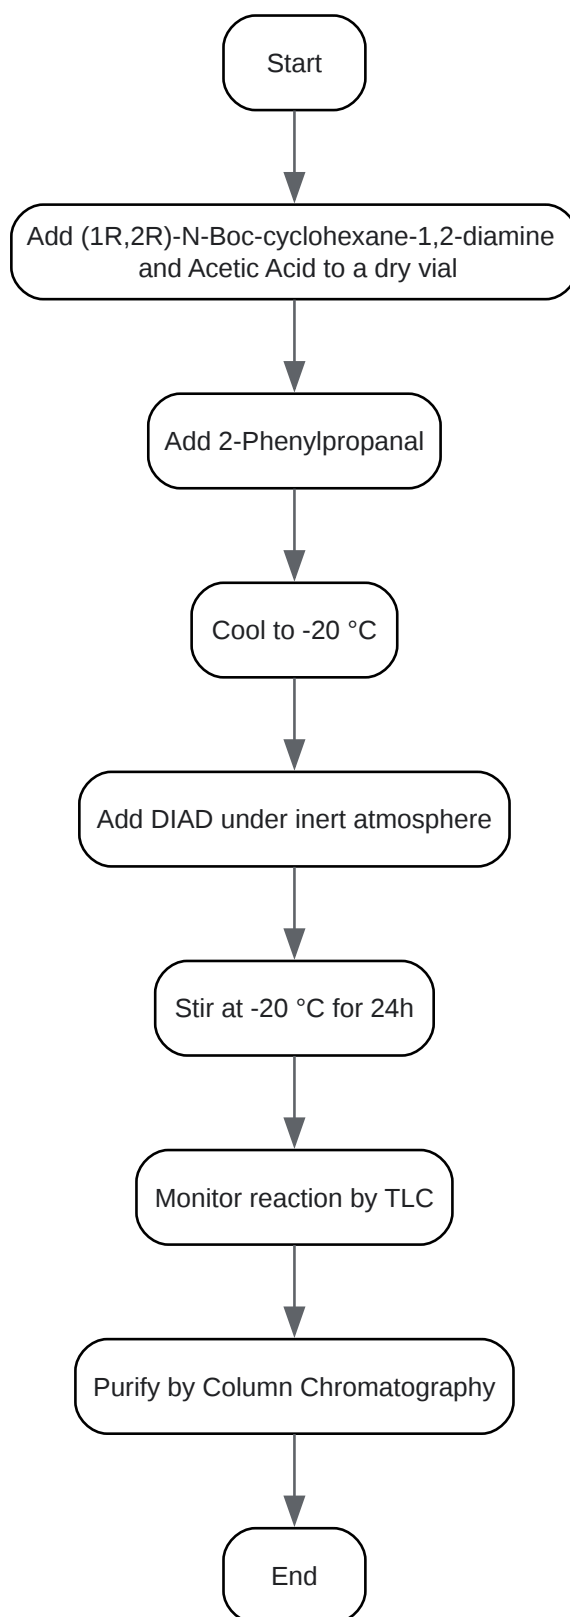 Start
Add (1R,2R)-N-Boc-cyclohexane-1,2-diamine
and Acetic Acid to a dry vial
Add 2-Phenylpropanal
Cool to -20 °C
Add DIAD under inert atmosphere
Stir at -20 °C for 24h
Monitor reaction by TLC
Purify by Column Chromatography
End